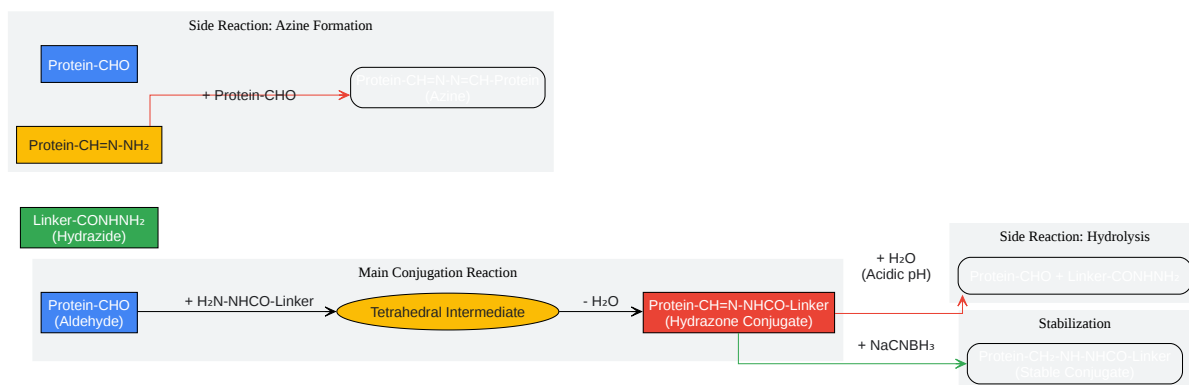 Side Reaction: Azine Formation
Protein-CHO
Protein-CH=N-N=CH-Protein
(Azine)
+ Protein-CHO
Protein-CH=N-NH₂
Linker-CONHNH₂
(Hydrazide)
Main Conjugation Reaction
Protein-CHO
(Aldehyde)
+ H₂N-NHCO-Linker
Tetrahedral Intermediate
- H₂O
Protein-CH=N-NHCO-Linker
(Hydrazone Conjugate)
+ H₂O
(Acidic pH)
Side Reaction: Hydrolysis
Protein-CHO + Linker-CONHNH₂
+ NaCNBH₃
Stabilization
Protein-CH₂-NH-NHCO-Linker
(Stable Conjugate)